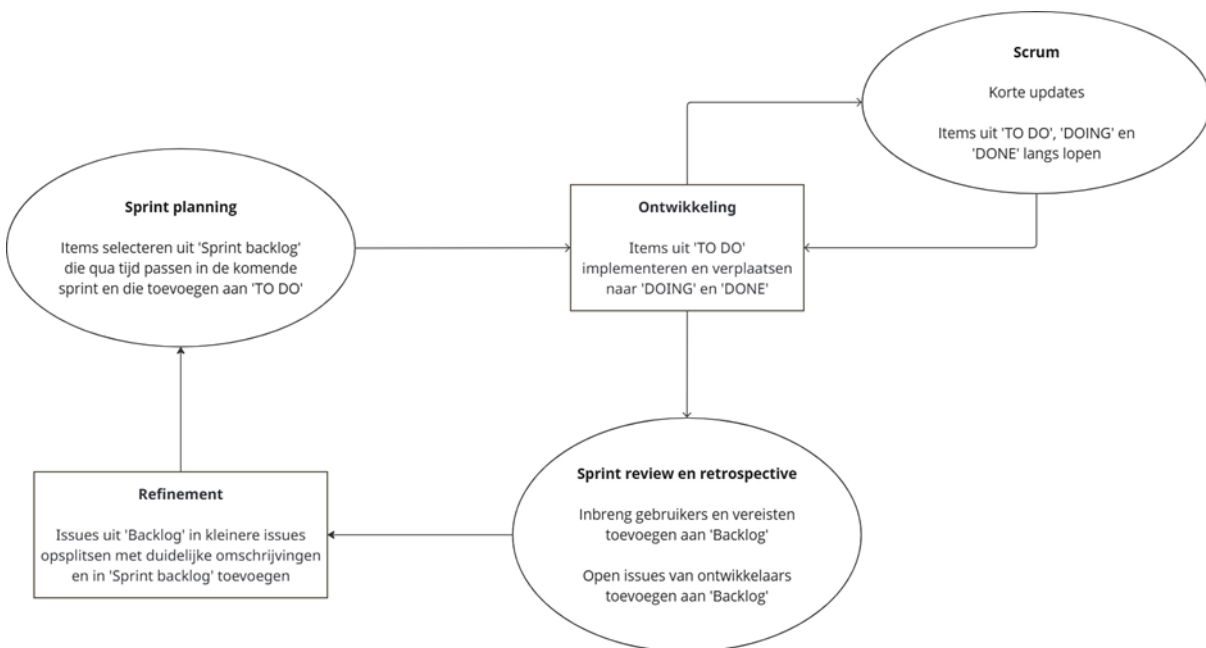 Scrum
Korte updates
Items uit 'TO DO', 'DOING' en
'DONE' langs lopen
Sprint planning
Items selecteren uit 'Sprint backlog'
die qua tijd passen in de komende
sprint en die toevoegen aan 'TO DO'
Ontwikkeling
Items uit 'TO DO'
implementeren en verplaatsen
naar 'DOING' en 'DONE'
Refinement
Issues uit 'Backlog' in kleinere issues
opsplitsen met duidelijke omschrijvingen
en in 'Sprint backlog' toevoegen
Sprint review en retrospective
Inbreng gebruikers en vereisten
toevoegen aan 'Backlog'
Open issues van ontwikkelaars
toevoegen aan 'Backlog'